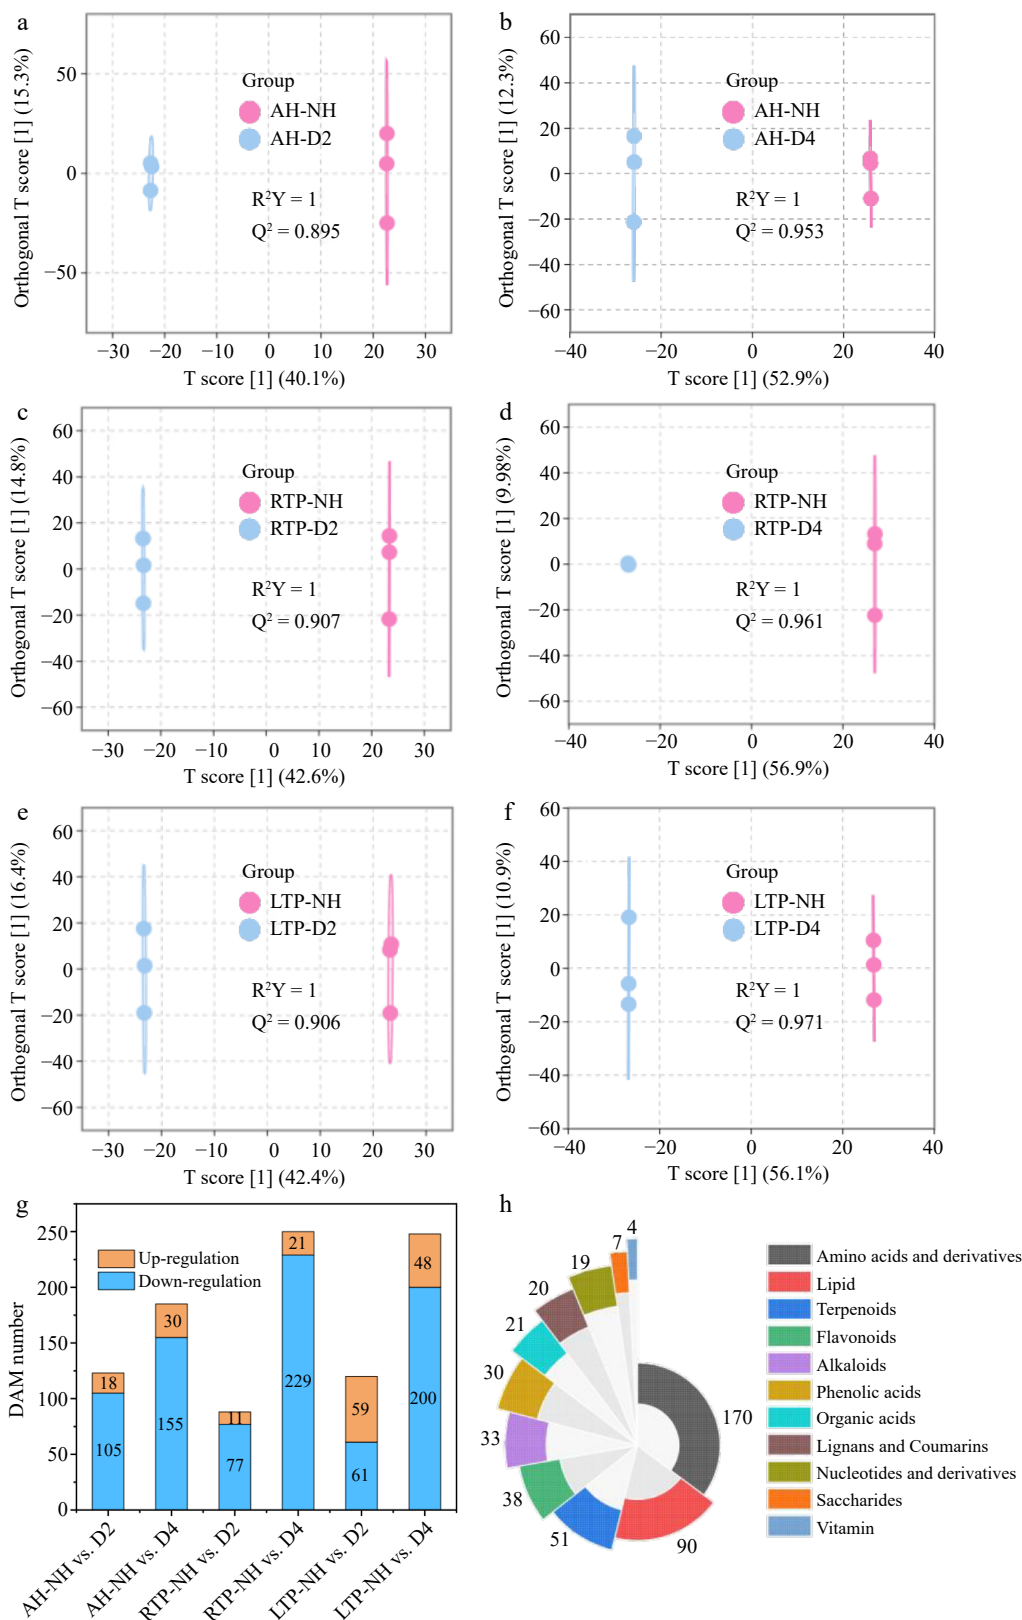 a
Orthogonal T score [1] (15.3%)
50
0
−50
Group
AH-NH
AH-D2
R²Y = 1
Q² = 0.895
−30 −20 −10 0 10 20 30
T score [1] (40.1%)
b
Orthogonal T score [1] (12.3%)
60
40
20
0
−20
−40
−60
Group
AH-NH
AH-D4
R²Y = 1
Q² = 0.953
−40 −20 0 20 40
T score [1] (52.9%)
c
Orthogonal T score [1] (14.8%)
60
40
20
0
−20
−40
−60
Group
RTP-NH
RTP-D2
R²Y = 1
Q² = 0.907
−30 −20 −10 0 10 20 30
T score [1] (42.6%)
d
Orthogonal T score [1] (9.98%)
60
40
20
0
−20
−40
−60
Group
RTP-NH
RTP-D4
R²Y = 1
Q² = 0.961
−40 −20 0 20 40
T score [1] (56.9%)
e
Orthogonal T score [1] (16.4%)
60
40
20
0
−20
−40
−60
Group
LTP-NH
LTP-D2
R²Y = 1
Q² = 0.906
−30 −20 −10 0 10 20 30
T score [1] (42.4%)
f
Orthogonal T score [1] (10.9%)
60
40
20
0
−20
−40
−60
Group
LTP-NH
LTP-D4
R²Y = 1
Q² = 0.971
−40 −20 0 20 40
T score [1] (56.1%)
g
DAM number
250
200
150
100
50
0
Up-regulation
Down-regulation
18
105
30
155
11
77
21
229
59
61
48
200
AH-NH vs. D2
AH-NH vs. D4
RTP-NH vs. D2
RTP-NH vs. D4
LTP-NH vs. D2
LTP-NH vs. D4
h
4
7
19
20
21
30
33
38
51
90
170
Amino acids and derivatives
Lipid
Terpenoids
Flavonoids
Alkaloids
Phenolic acids
Organic acids
Lignans and Coumarins
Nucleotides and derivatives
Saccharides
Vitamin